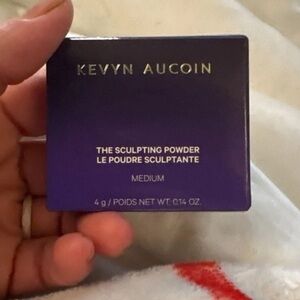 KEVYN AUCOIN
THE SCULPTING POWDER
LE POUDRE SCULPTANTE
MEDIUM
4 g / POIDS NET WT. 0.14 OZ.